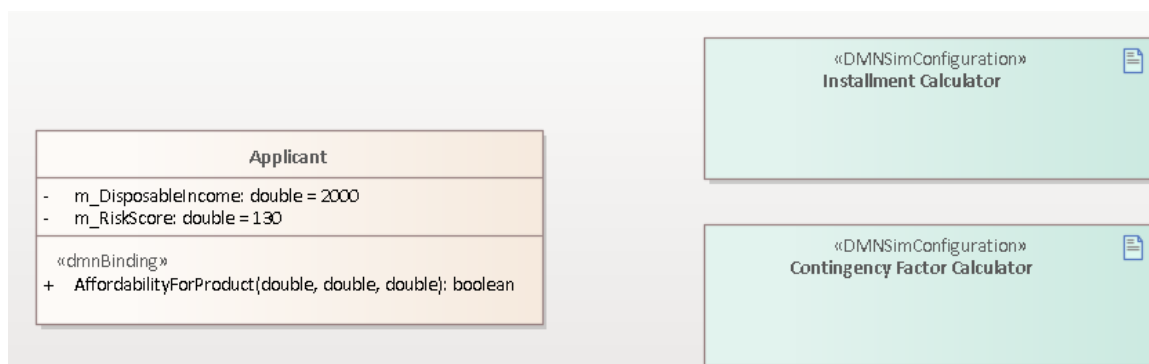 «DMNSimConfiguration»
Installment Calculator
Applicant
- m_DisposableIncome: double = 2000
- m_RiskScore: double = 130
«dmnBinding»
+ AffordabilityForProduct(double, double, double): boolean
«DMNSimConfiguration»
Contingency Factor Calculator